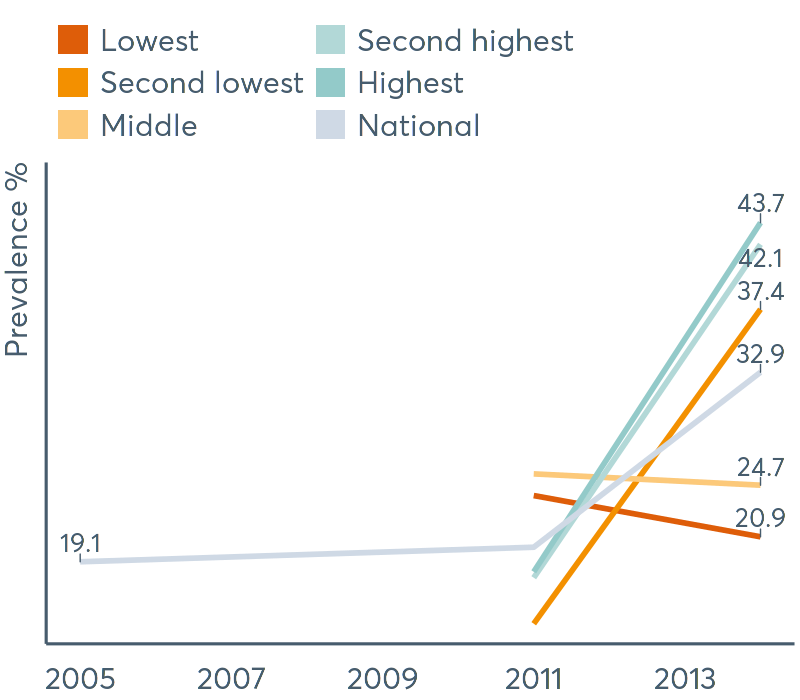 Lowest
Second lowest
Middle
Second highest
Highest
National
Prevalence %
43.7
42.1
37.4
32.9
24.7
20.9
19.1
2005 2007 2009 2011 2013